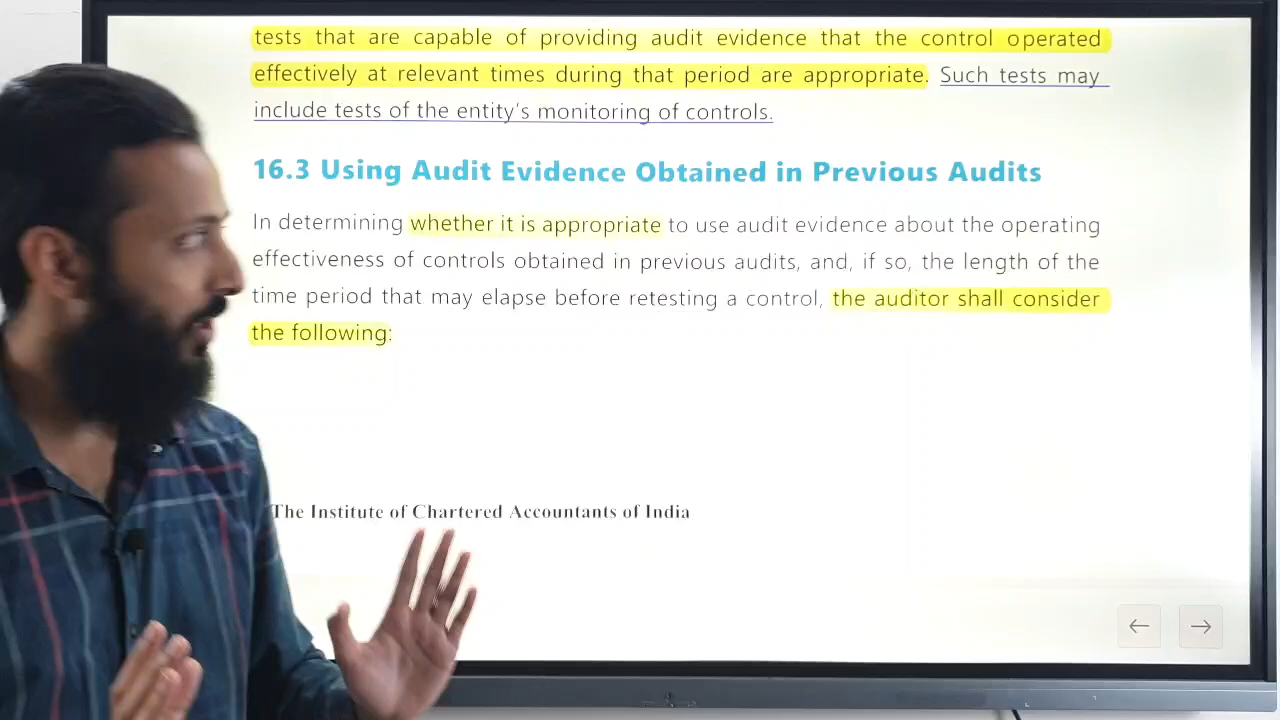 tests that are capable of providing audit evidence that the control operated
effectively at relevant times during that period are appropriate. Such tests may
include tests of the entity's monitoring of controls.
16.3 Using Audit Evidence Obtained in Previous Audits
In determining whether it is appropriate to use audit evidence about the operating
effectiveness of controls obtained in previous audits, and, if so, the length of the
time period that may elapse before retesting a control, the auditor shall consider
the following:
The Institute of Chartered Accountants of India